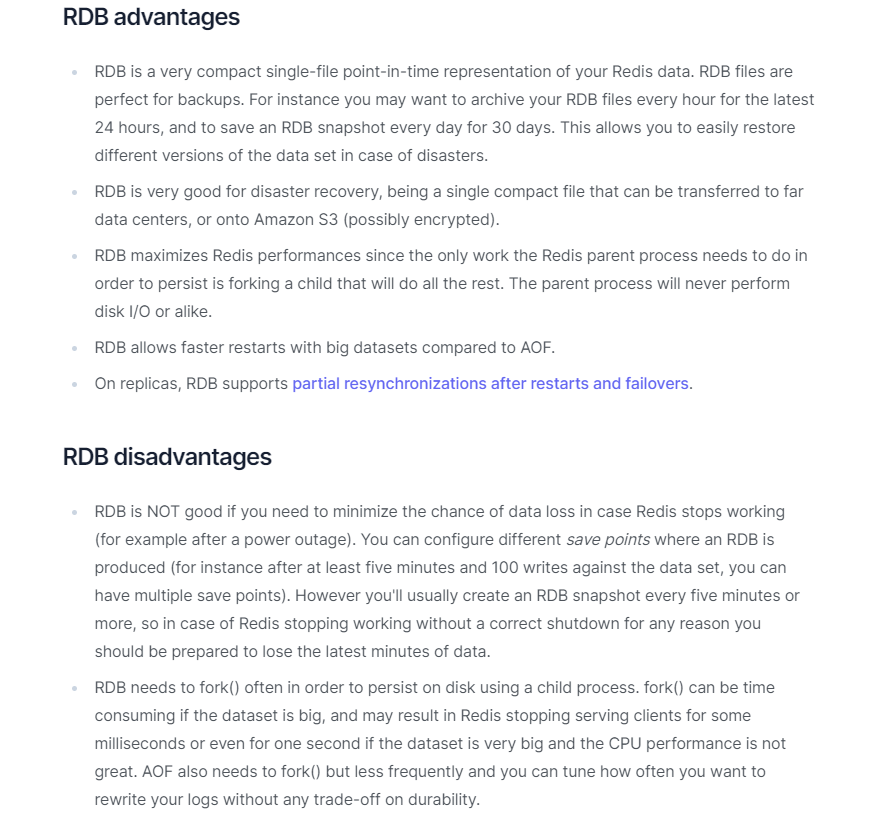 RDB advantages
RDB is a very compact single-file point-in-time representation of your Redis data. RDB files are
perfect for backups. For instance you may want to archive your RDB files every hour for the latest
24 hours, and to save an RDB snapshot every day for 30 days. This allows you to easily restore
different versions of the data set in case of disasters.
RDB is very good for disaster recovery, being a single compact file that can be transferred to far
data centers, or onto Amazon S3 (possibly encrypted).
RDB maximizes Redis performances since the only work the Redis parent process needs to do in
order to persist is forking a child that will do all the rest. The parent process will never perform
disk I/O or alike.
RDB allows faster restarts with big datasets compared to AOF.
On replicas, RDB supports partial resynchronizations after restarts and failovers.
RDB disadvantages
RDB is NOT good if you need to minimize the chance of data loss in case Redis stops working
(for example after a power outage). You can configure different save points where an RDB is
produced (for instance after at least five minutes and 100 writes against the data set, you can
have multiple save points). However you'll usually create an RDB snapshot every five minutes or
more, so in case of Redis stopping working without a correct shutdown for any reason you
should be prepared to lose the latest minutes of data.
RDB needs to fork() often in order to persist on disk using a child process. fork() can be time
consuming if the dataset is big, and may result in Redis stopping serving clients for some
milliseconds or even for one second if the dataset is very big and the CPU performance is not
great. AOF also needs to fork() but less frequently and you can tune how often you want to
rewrite your logs without any trade-off on durability.